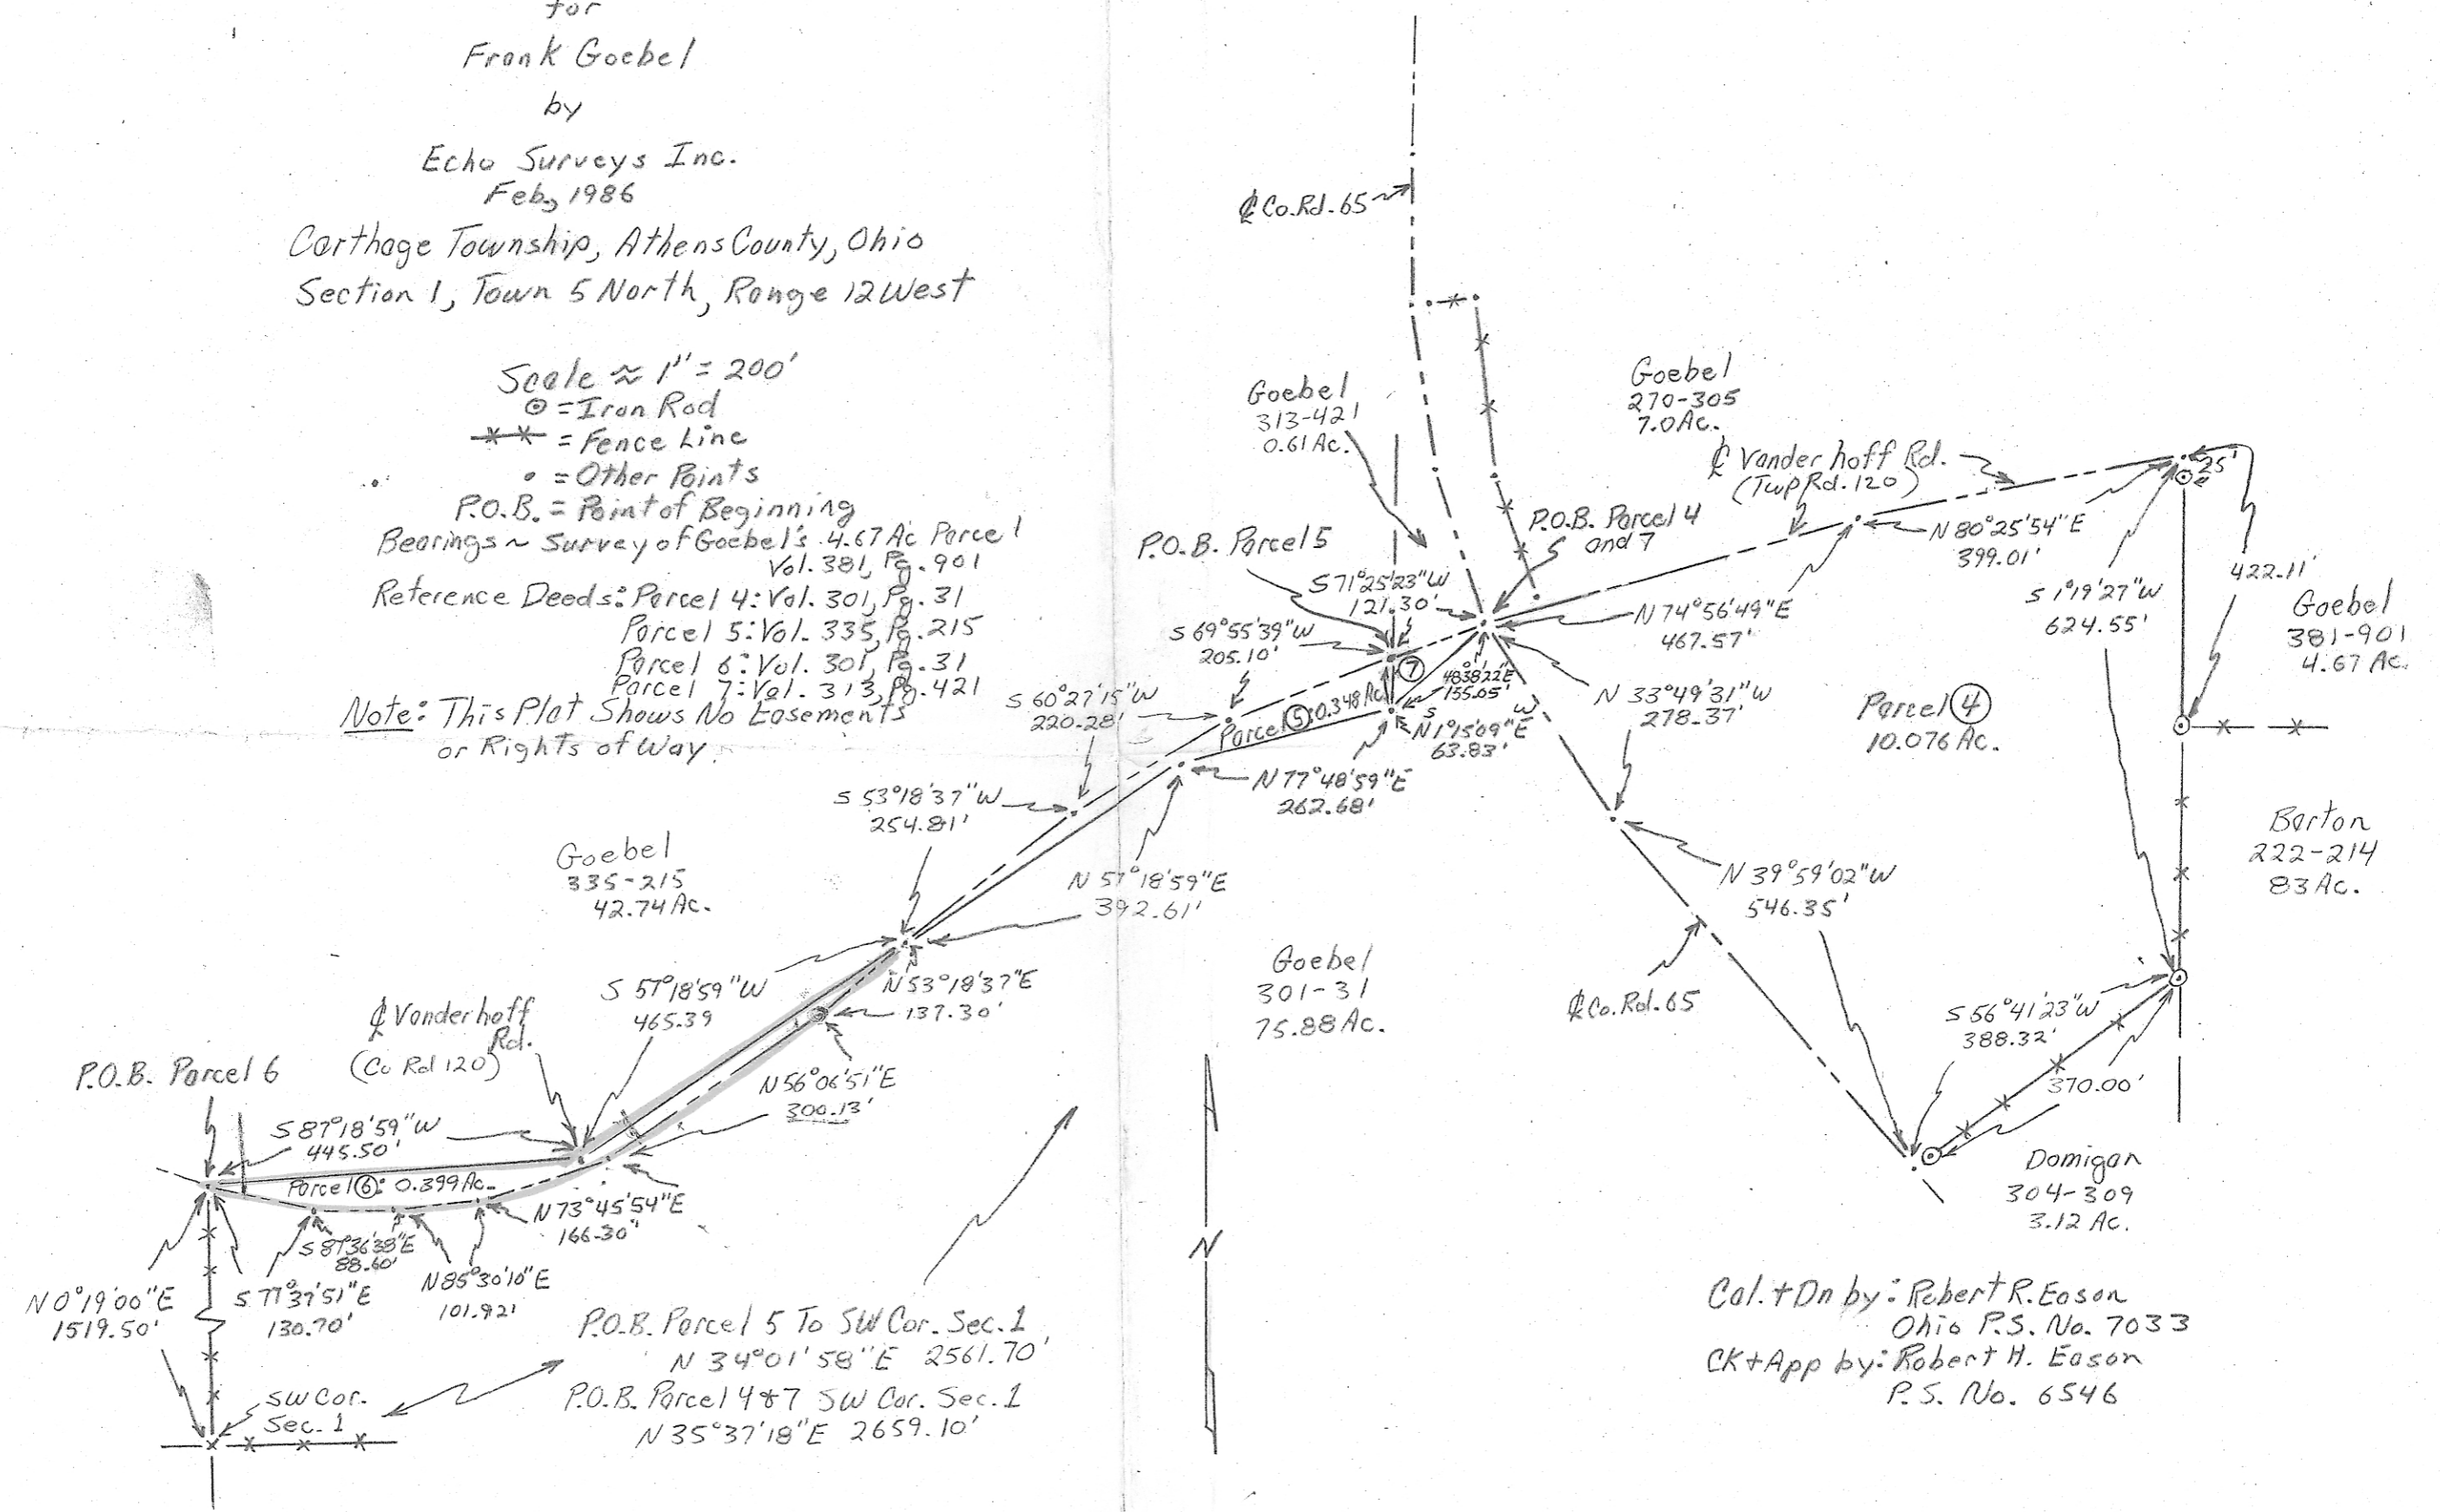 for
Frank Goebel
by
Echo Surveys Inc.
Feb, 1986
Carthage Township, Athens County, Ohio
Section 1, Town 5 North, Range 12 West
Scale ≈ 1" = 200'
⊙ = Iron Rod
-x-x- = Fence Line
• = Other Points
P.O.B. = Point of Beginning
Bearings ~ Survey of Goebel's 4.67 Ac Parcel
Vol. 381, Pg. 901
Reference Deeds: Parcel 4: Vol. 301, Pg. 31
Parcel 5: Vol. 335, Pg. 215
Parcel 6: Vol. 301, Pg. 31
Parcel 7: Vol. 313, Pg. 421
Note: This Plat Shows No Easements
or Rights of Way.
℄ Co. Rd. 65
Goebel
313-421
0.61 Ac.
Goebel
270-305
7.0 Ac.
℄ Vanderhoff Rd.
(Twp Rd. 120)
25'
P.O.B. Parcel 5
P.O.B. Parcel 4
and 7
N 80°25'54" E
399.01'
422.11'
S 71°25'23" W
121.30'
S 1°19'27" W
624.55'
Goebel
381-901
4.67 Ac.
S 69°55'39" W
205.10'
N 74°56'49" E
467.57'
S 60°27'15" W
220.28'
⑦
S 48°38'22" W
155.05'
N 33°49'31" W
278.37'
Parcel ④
10.076 Ac.
Parcel ⑤: 0.348 Ac.
N 1°15'09" E
63.83'
N 77°48'59" E
262.68'
S 53°18'37" W
254.81'
Barton
222-214
83 Ac.
Goebel
335-215
42.74 Ac.
N 57°18'59" E
392.61'
N 39°59'02" W
546.35'
Goebel
301-31
75.88 Ac.
S 57°18'59" W
465.39
N 53°18'37" E
137.30'
℄ Co. Rd. 65
S 56°41'23" W
388.32'
370.00'
℄ Vanderhoff
Rd.
(Co Rd 120)
P.O.B. Parcel 6
N 56°06'51" E
300.13'
S 87°18'59" W
445.50'
Parcel ⑥: 0.399 Ac.
N 73°45'54" E
166.30'
Domigan
304-309
3.12 Ac.
S 87°36'38" E
88.60'
N 85°30'10" E
101.92'
N 0°19'00" E
1519.50'
S 77°37'51" E
130.70'
N
P.O.B. Parcel 5 To SW Cor. Sec. 1
N 34°01'58" E 2561.70'
P.O.B. Parcel 4&7 SW Cor. Sec. 1
N 35°37'18" E 2659.10'
SW Cor.
Sec. 1
Cal. + Dn by: Robert R. Eason
Ohio P.S. No. 7033
CK + App by: Robert H. Eason
P.S. No. 6546